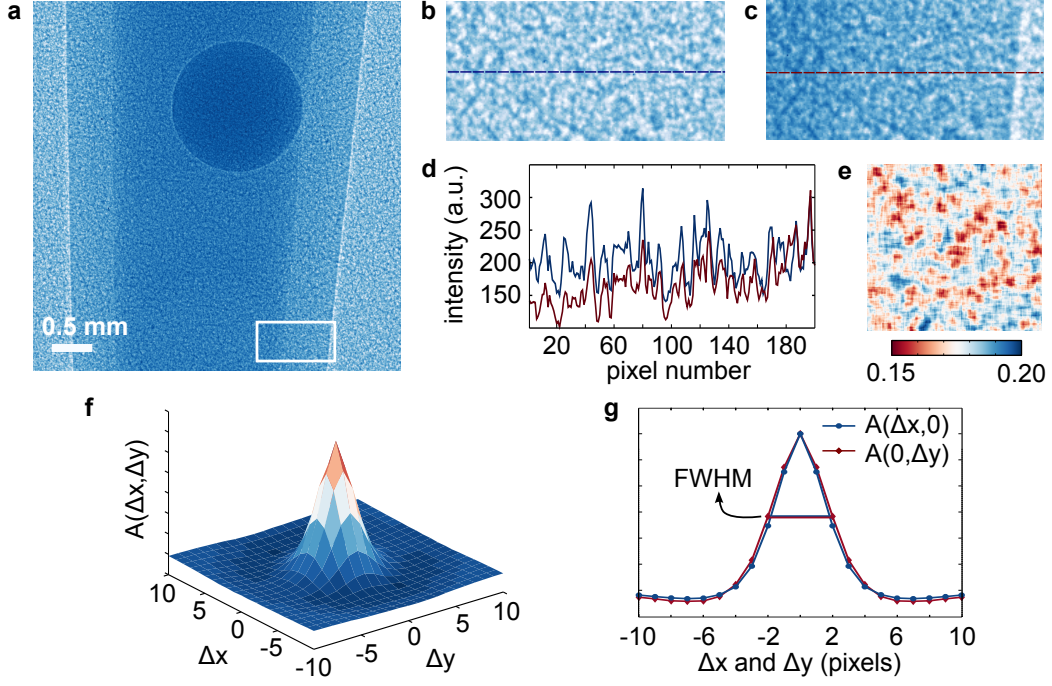 a
0.5 mm
b
c
d
intensity (a.u.)
300
250
200
150
20 60 100 140 180
pixel number
e
0.15 0.20
f
A(Δx,Δy)
10 5 0 -5 -10
Δx
-10 -5 0 5 10
Δy
g
A(Δx,0)
A(0,Δy)
FWHM
-10 -6 -2 2 6 10
Δx and Δy (pixels)